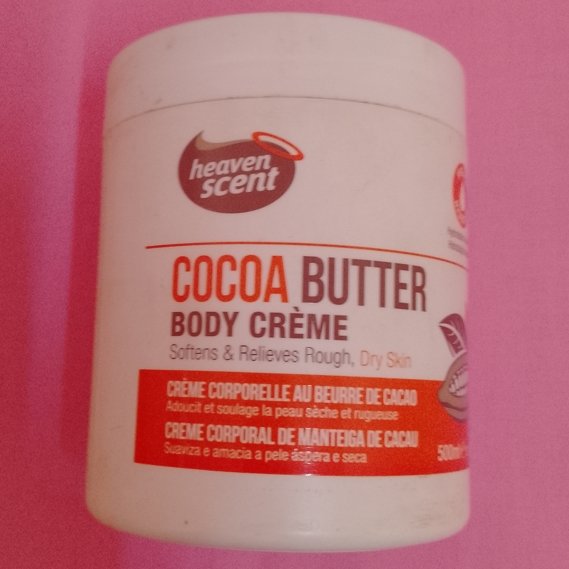 heaven
scent
COCOA BUTTER
BODY CRÈME
Softens & Relieves Rough, Dry Skin
CRÈME CORPORELLE AU BEURRE DE CACAO
Adoucit et soulage la peau sèche et rugueuse
CREME CORPORAL DE MANTEIGA DE CACAU
Suaviza e amacia a pele áspera e seca
500ml